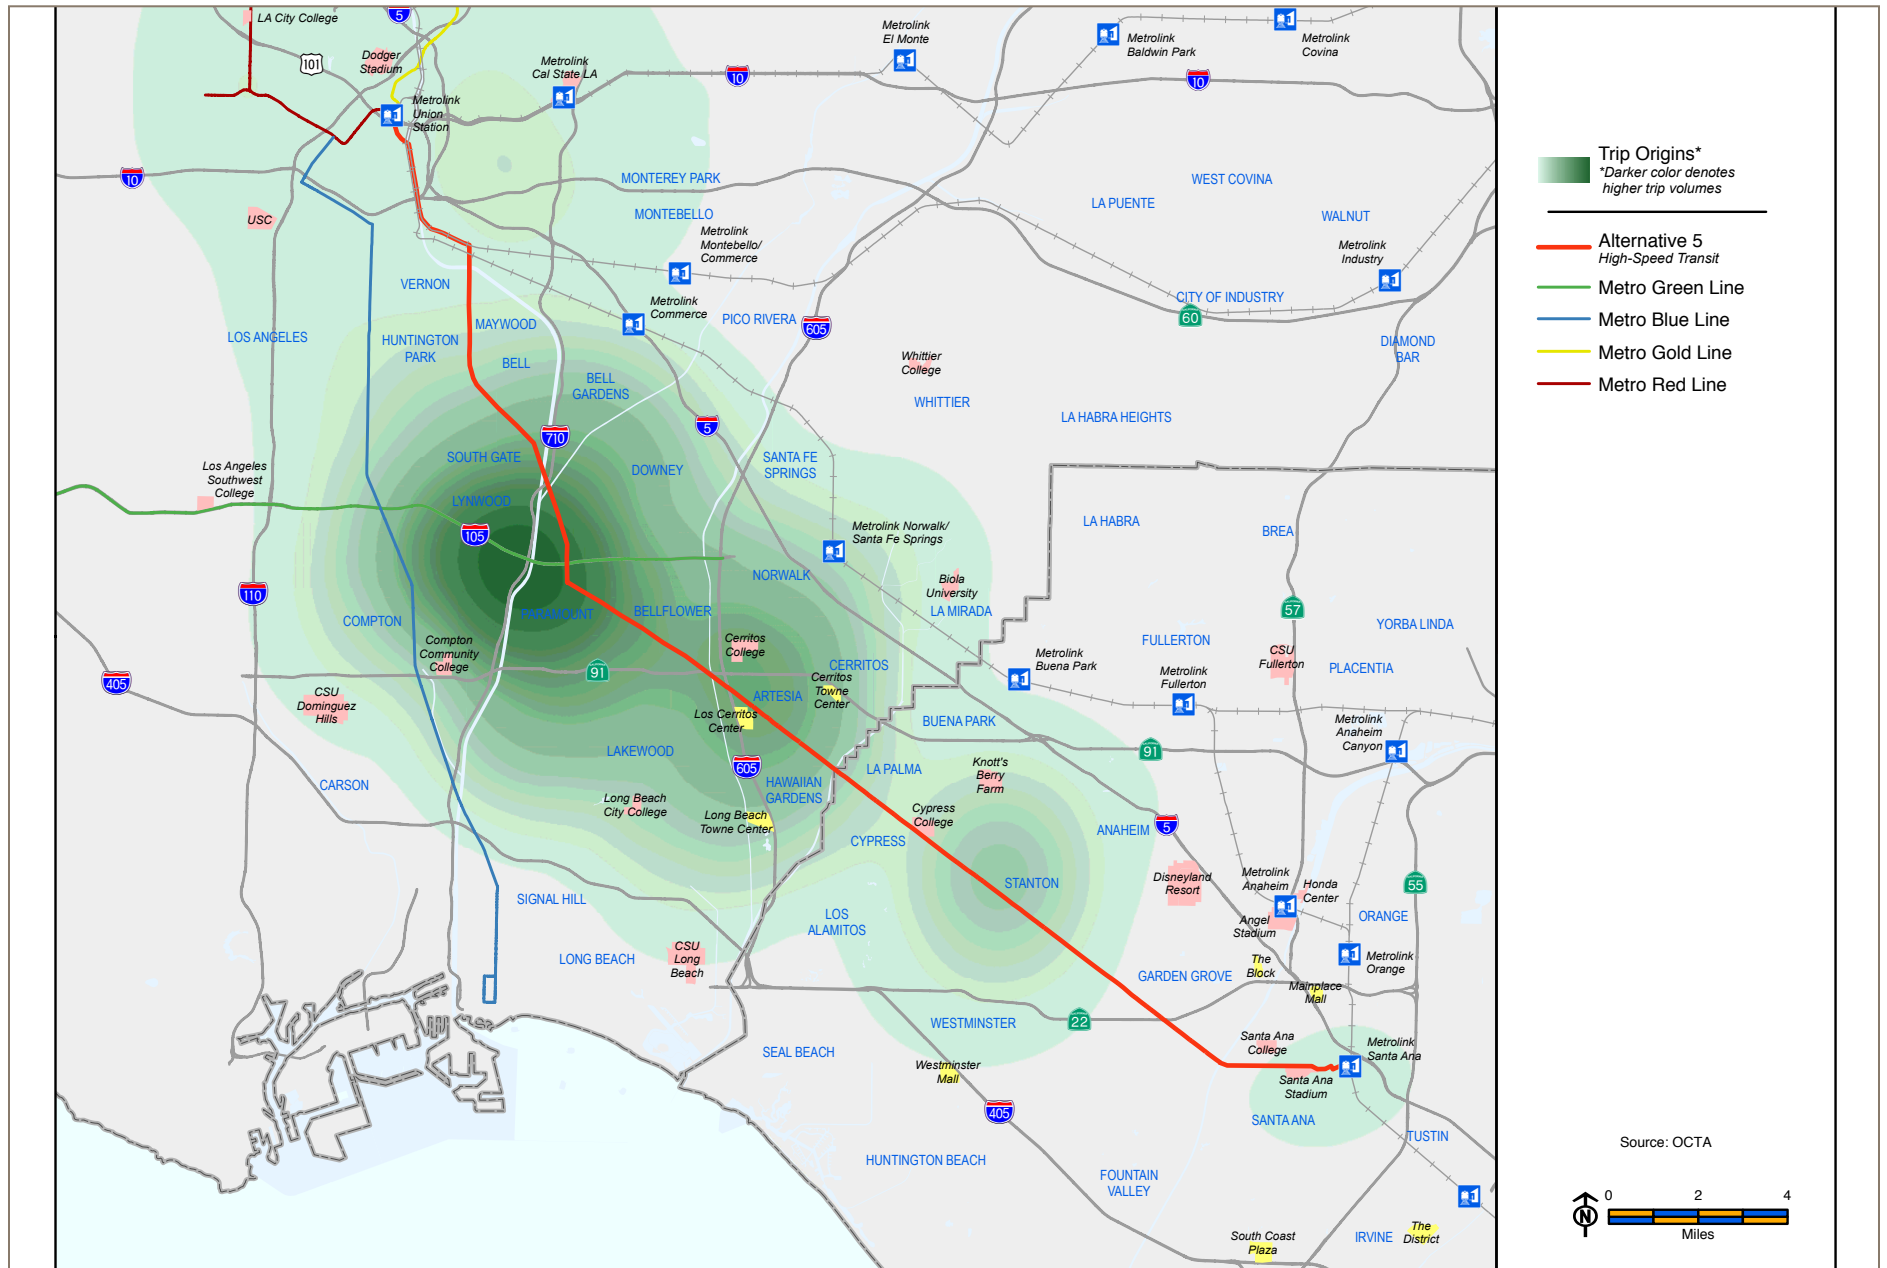 LA City College
5
101
Dodger
Stadium
Metrolink
Cal State LA
Metrolink
El Monte
Metrolink
Baldwin Park
Metrolink
Covina
10
10
Metrolink
Union
Station
10
USC
MONTEREY PARK
MONTEBELLO
Metrolink
Montebello/
Commerce
WEST COVINA
LA PUENTE
WALNUT
Metrolink
Industry
VERNON
Metrolink
Commerce
PICO RIVERA
605
CITY OF INDUSTRY
60
LOS ANGELES
HUNTINGTON
PARK
MAYWOOD
BELL
BELL
GARDENS
Whittier
College
WHITTIER
DIAMOND
BAR
LA HABRA HEIGHTS
710
5
SOUTH GATE
DOWNEY
SANTA FE
SPRINGS
Los Angeles
Southwest
College
LYNWOOD
105
Metrolink Norwalk/
Santa Fe Springs
LA HABRA
BREA
110
NORWALK
Biola
University
LA MIRADA
57
COMPTON
PARAMOUNT
BELLFLOWER
Compton
Community
College
Cerritos
College
CERRITOS
Cerritos
Towne
Center
FULLERTON
YORBA LINDA
CSU
Fullerton
PLACENTIA
Metrolink
Buena Park
Metrolink
Fullerton
405
91
CSU
Dominguez
Hills
ARTESIA
Los Cerritos
Center
BUENA PARK
Metrolink
Anaheim
Canyon
91
LAKEWOOD
605
HAWAIIAN
GARDENS
LA PALMA
Knott's
Berry
Farm
CARSON
Long Beach
City College
Long Beach
Towne Center
Cypress
College
CYPRESS
ANAHEIM
5
STANTON
Disneyland
Resort
Metrolink
Anaheim
Honda
Center
55
SIGNAL HILL
LOS
ALAMITOS
Angel
Stadium
ORANGE
LONG BEACH
CSU
Long
Beach
GARDEN GROVE
The
Block
Metrolink
Orange
Mainplace
Mall
WESTMINSTER
22
SEAL BEACH
Westminster
Mall
Santa Ana
College
Metrolink
Santa Ana
Santa Ana
Stadium
405
SANTA ANA
TUSTIN
HUNTINGTON BEACH
FOUNTAIN
VALLEY
South Coast
Plaza
IRVINE
The
District
Trip Origins*
*Darker color denotes
higher trip volumes
Alternative 5
High-Speed Transit
Metro Green Line
Metro Blue Line
Metro Gold Line
Metro Red Line
Source: OCTA
N
0 2 4
Miles